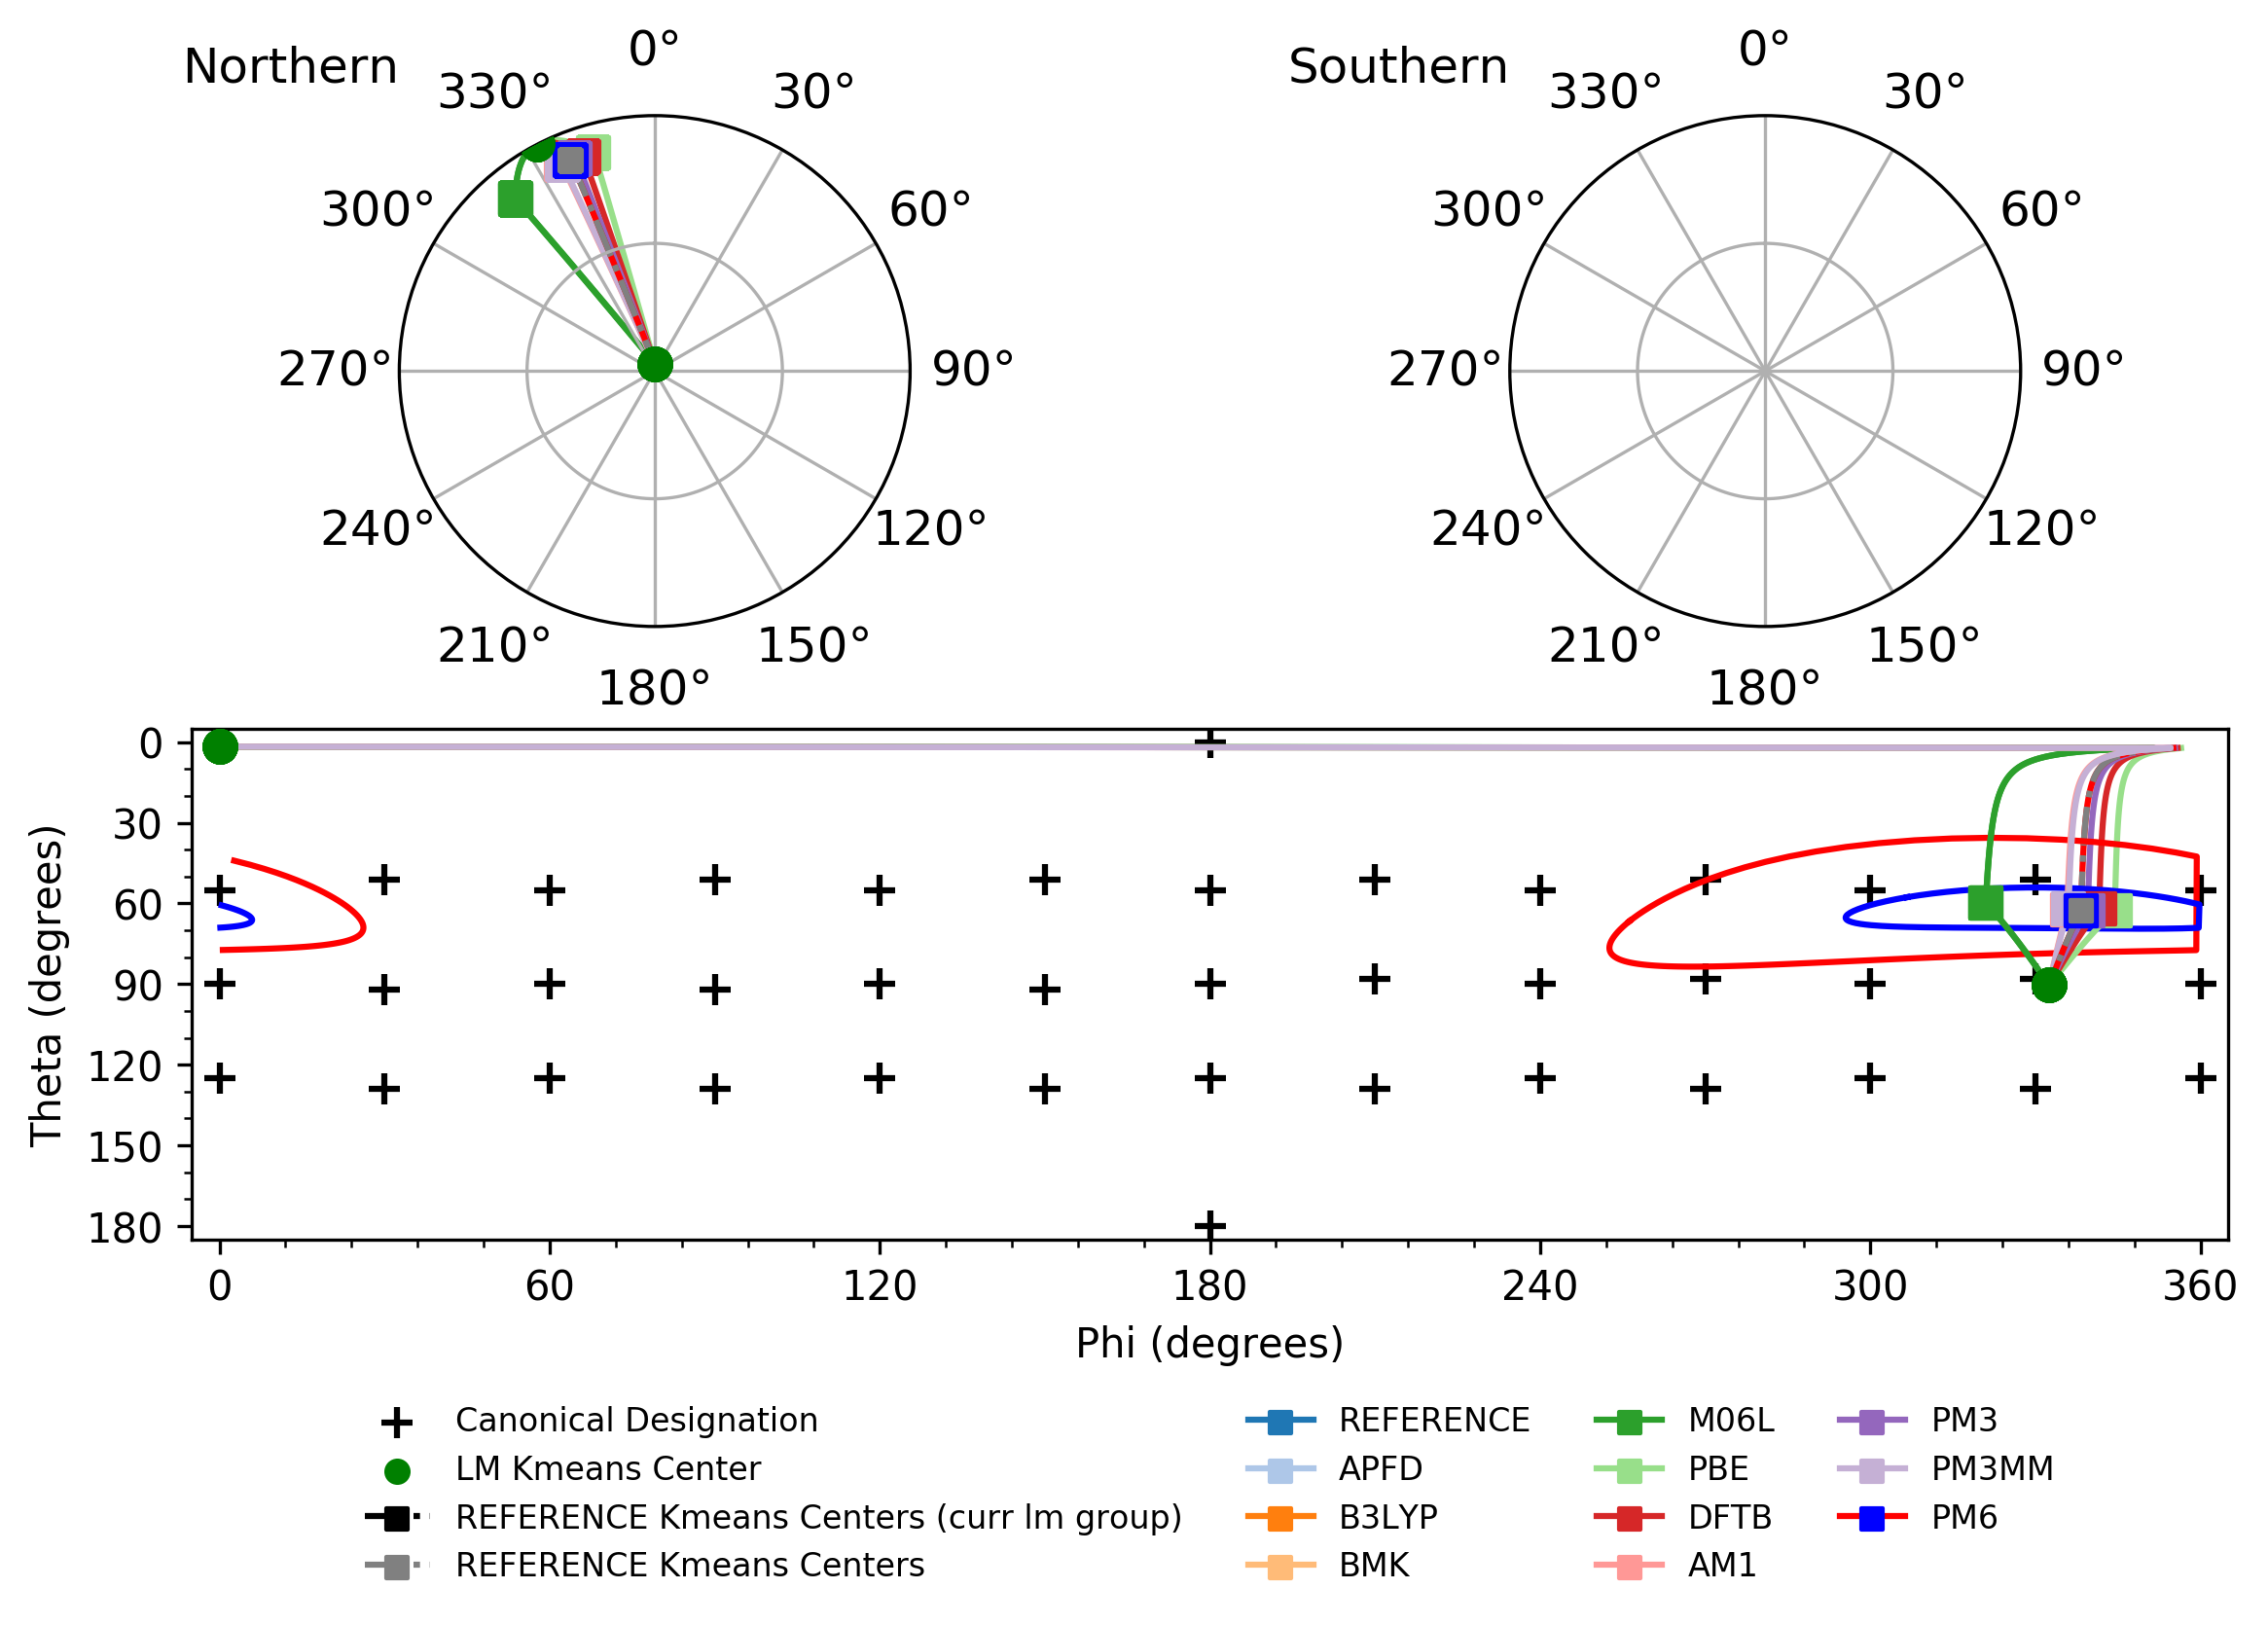 Northern
0°
330°
30°
300°
60°
270°
90°
240°
120°
210°
150°
180°
Southern
0°
330°
30°
300°
60°
270°
90°
240°
120°
210°
150°
180°
Theta (degrees)
0
30
60
90
120
150
180
0
60
120
180
240
300
360
Phi (degrees)
Canonical Designation
LM Kmeans Center
REFERENCE Kmeans Centers (curr lm group)
REFERENCE Kmeans Centers
REFERENCE
APFD
B3LYP
BMK
M06L
PBE
DFTB
AM1
PM3
PM3MM
PM6